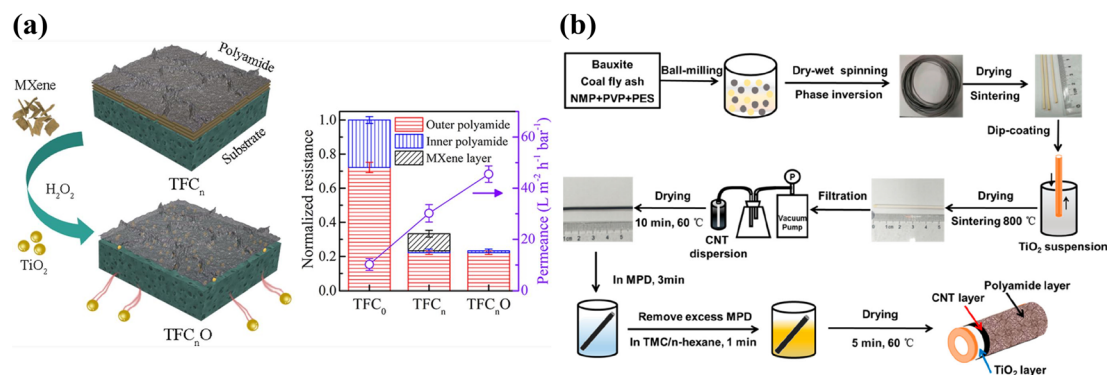 (a)
Polyamide
MXene
Substrate
TFCn
H2O2
TiO2
TFCnO
Normalized resistance
1.0
0.8
0.6
0.4
0.2
0.0
Outer polyamide
Inner polyamide
MXene layer
60
40
20
0
Permeance (L m-2 h-1 bar-1)
TFC0
TFCn
TFCnO
(b)
Bauxite
Coal fly ash
NMP+PVP+PES
Ball-milling
Dry-wet spinning
Phase inversion
Drying
Sintering
Dip-coating
TiO2 suspension
Drying
Sintering 800 ℃
Filtration
P
Vacuum
Pump
CNT
dispersion
Drying
10 min, 60 ℃
In MPD, 3min
Remove excess MPD
In TMC/n-hexane, 1 min
Drying
5 min, 60 ℃
Polyamide layer
CNT layer
TiO2 layer